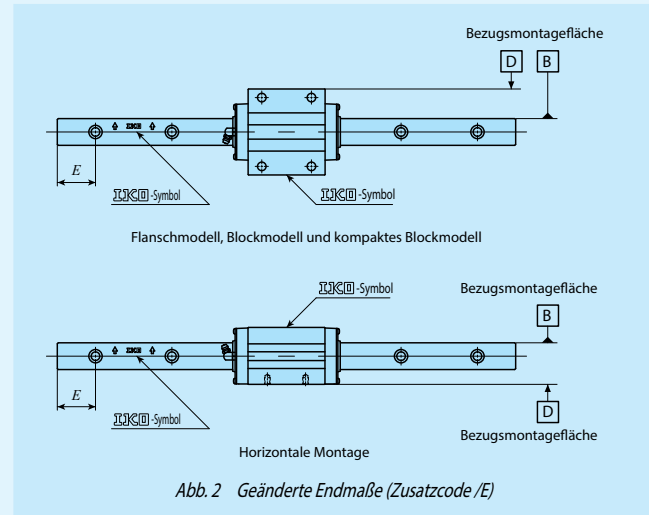 Bezugsmontagefläche
D B
E
IKO-Symbol
IKO-Symbol
Flanschmodell, Blockmodell und kompaktes Blockmodell
IKO-Symbol
Bezugsmontagefläche
B
E
IKO-Symbol
D
Bezugsmontagefläche
Horizontale Montage
Abb. 2 Geänderte Endmaße (Zusatzcode /E)